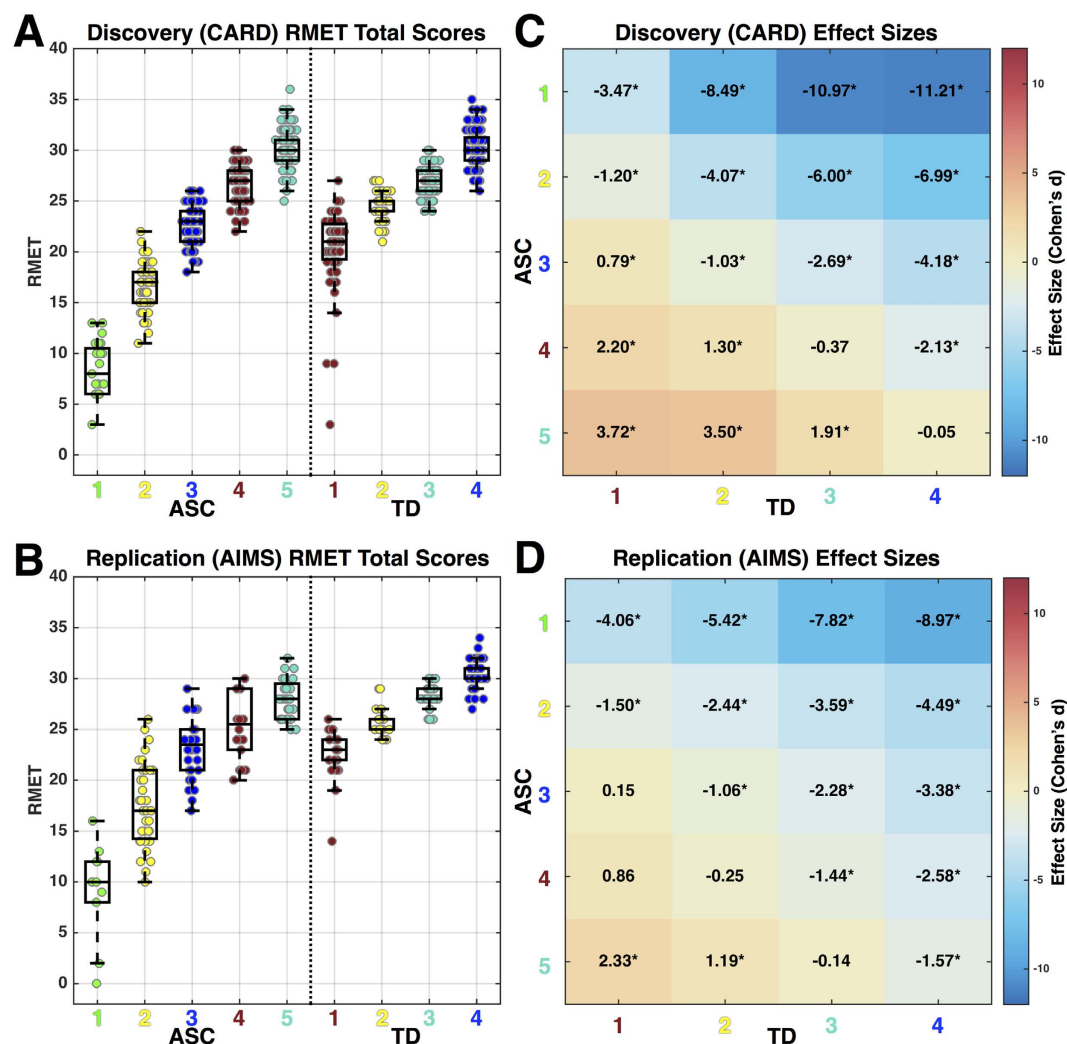 A
Discovery (CARD) RMET Total Scores
40
35
30
25
20
15
10
5
0
RMET
1 2 3 4 5 1 2 3 4
ASC TD
C
Discovery (CARD) Effect Sizes
1 -3.47* -8.49* -10.97* -11.21*
2 -1.20* -4.07* -6.00* -6.99*
3 0.79* -1.03* -2.69* -4.18*
4 2.20* 1.30* -0.37 -2.13*
5 3.72* 3.50* 1.91* -0.05
ASC
1 2 3 4
TD
10
5
0
-5
-10
Effect Size (Cohen's d)
B
Replication (AIMS) RMET Total Scores
40
35
30
25
20
15
10
5
0
RMET
1 2 3 4 5 1 2 3 4
ASC TD
D
Replication (AIMS) Effect Sizes
1 -4.06* -5.42* -7.82* -8.97*
2 -1.50* -2.44* -3.59* -4.49*
3 0.15 -1.06* -2.28* -3.38*
4 0.86 -0.25 -1.44* -2.58*
5 2.33* 1.19* -0.14 -1.57*
ASC
1 2 3 4
TD
10
5
0
-5
-10
Effect Size (Cohen's d)